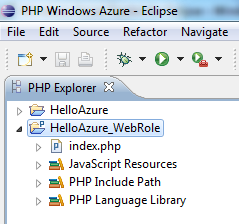 PHP Windows Azure - Eclipse
File Edit Source Refactor Navigate
PHP Explorer
HelloAzure
HelloAzure_WebRole
index.php
JavaScript Resources
PHP Include Path
PHP Language Library